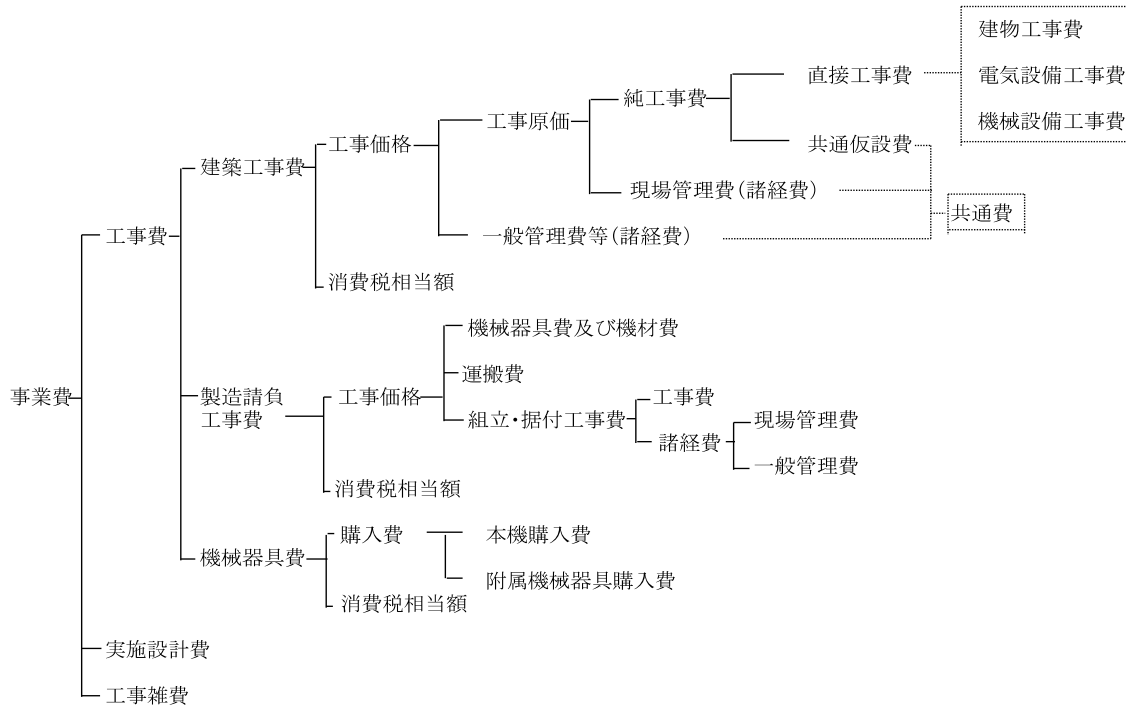 建物工事費
直接工事費
電気設備工事費
純工事費
工事原価
機械設備工事費
工事価格
共通仮設費
建築工事費
現場管理費(諸経費)
共通費
工事費
一般管理費等(諸経費)
消費税相当額
機械器具費及び機材費
運搬費
事業費
製造請負
工事費
工事価格
工事費
組立・据付工事費
現場管理費
諸経費
一般管理費
消費税相当額
購入費
本機購入費
機械器具費
附属機械器具購入費
消費税相当額
実施設計費
工事雑費